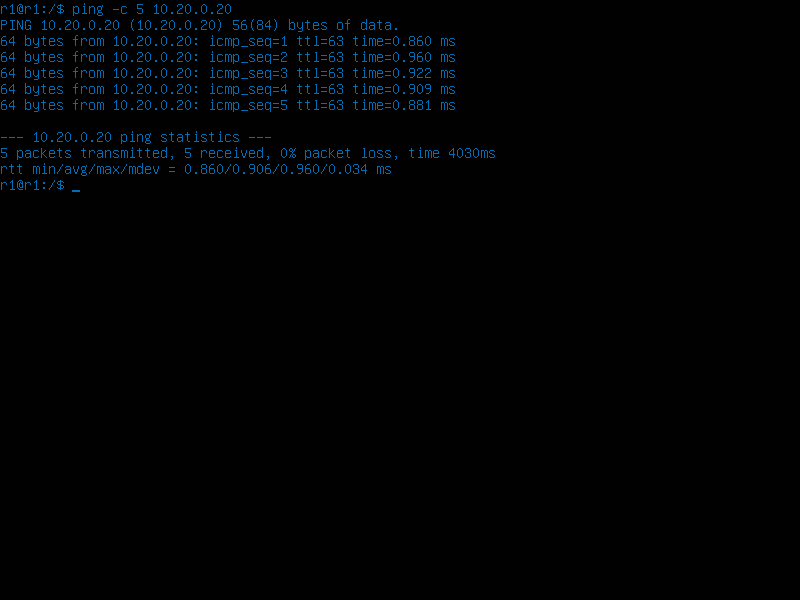 r1@r1:/$ ping -c 5 10.20.0.20
PING 10.20.0.20 (10.20.0.20) 56(84) bytes of data.
64 bytes from 10.20.0.20: icmp_seq=1 ttl=63 time=0.860 ms
64 bytes from 10.20.0.20: icmp_seq=2 ttl=63 time=0.960 ms
64 bytes from 10.20.0.20: icmp_seq=3 ttl=63 time=0.922 ms
64 bytes from 10.20.0.20: icmp_seq=4 ttl=63 time=0.909 ms
64 bytes from 10.20.0.20: icmp_seq=5 ttl=63 time=0.881 ms
--- 10.20.0.20 ping statistics ---
5 packets transmitted, 5 received, 0% packet loss, time 4030ms
rtt min/avg/max/mdev = 0.860/0.906/0.960/0.034 ms
r1@r1:/$ _